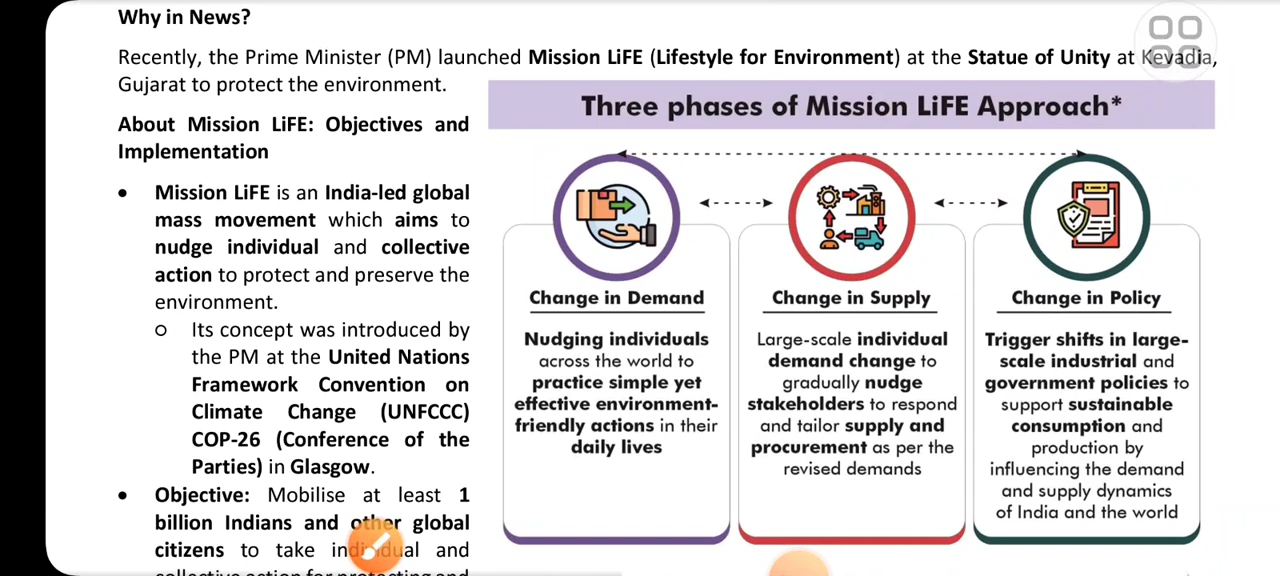 Why in News?
Recently, the Prime Minister (PM) launched Mission LiFE (Lifestyle for Environment) at the Statue of Unity at Kevadia,
Gujarat to protect the environment.
About Mission LiFE: Objectives and
Implementation
• Mission LiFE is an India-led global
mass movement which aims to
nudge individual and collective
action to protect and preserve the
environment.
o Its concept was introduced by
the PM at the United Nations
Framework Convention on
Climate Change (UNFCCC)
COP-26 (Conference of the
Parties) in Glasgow.
• Objective: Mobilise at least 1
billion Indians and other global
citizens to take individual and
collective action for protecting and
Three phases of Mission LiFE Approach*
Change in Demand
Nudging individuals
across the world to
practice simple yet
effective environment-
friendly actions in their
daily lives
Change in Supply
Large-scale individual
demand change to
gradually nudge
stakeholders to respond
and tailor supply and
procurement as per the
revised demands
Change in Policy
Trigger shifts in large-
scale industrial and
government policies to
support sustainable
consumption and
production by
influencing the demand
and supply dynamics
of India and the world